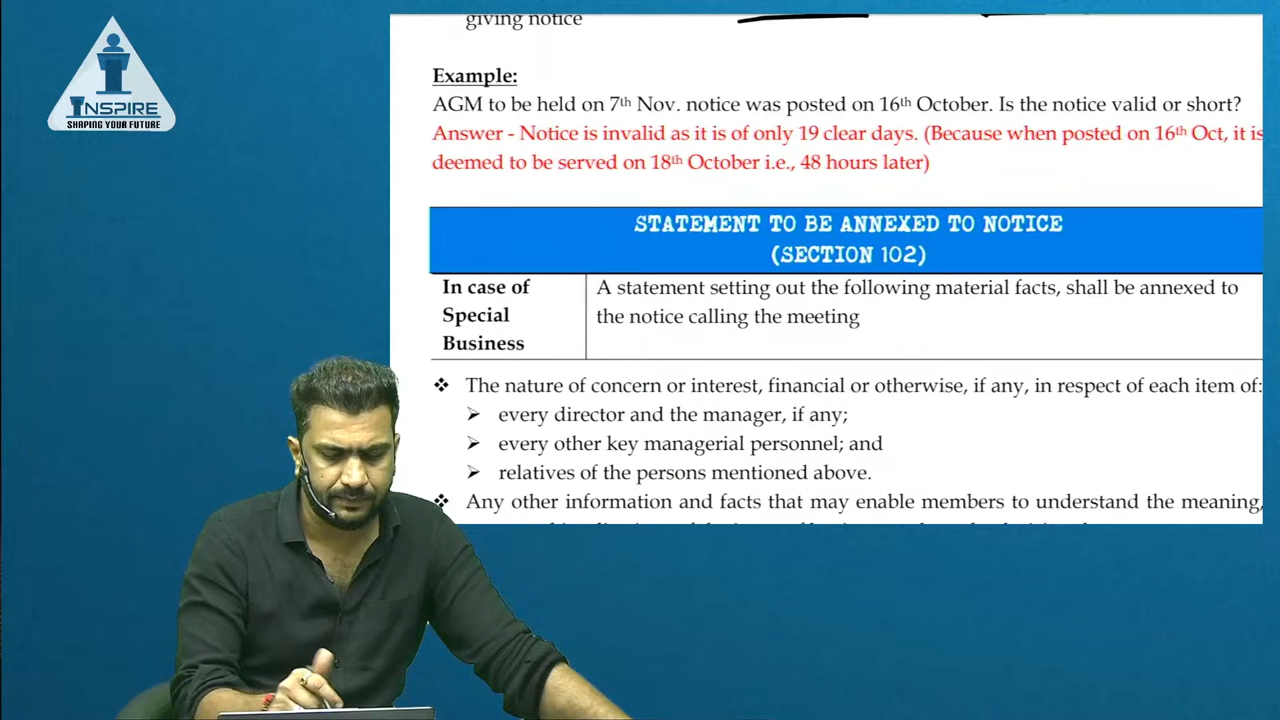 INSPIRE
SHAPING YOUR FUTURE
giving notice
Example:
AGM to be held on 7th Nov. notice was posted on 16th October. Is the notice valid or short?
Answer - Notice is invalid as it is of only 19 clear days. (Because when posted on 16th Oct, it is
deemed to be served on 18th October i.e., 48 hours later)
STATEMENT TO BE ANNEXED TO NOTICE
(SECTION 102)
In case of Special Business
A statement setting out the following material facts, shall be annexed to
the notice calling the meeting
❖ The nature of concern or interest, financial or otherwise, if any, in respect of each item of:
➢ every director and the manager, if any;
➢ every other key managerial personnel; and
➢ relatives of the persons mentioned above.
❖ Any other information and facts that may enable members to understand the meaning,